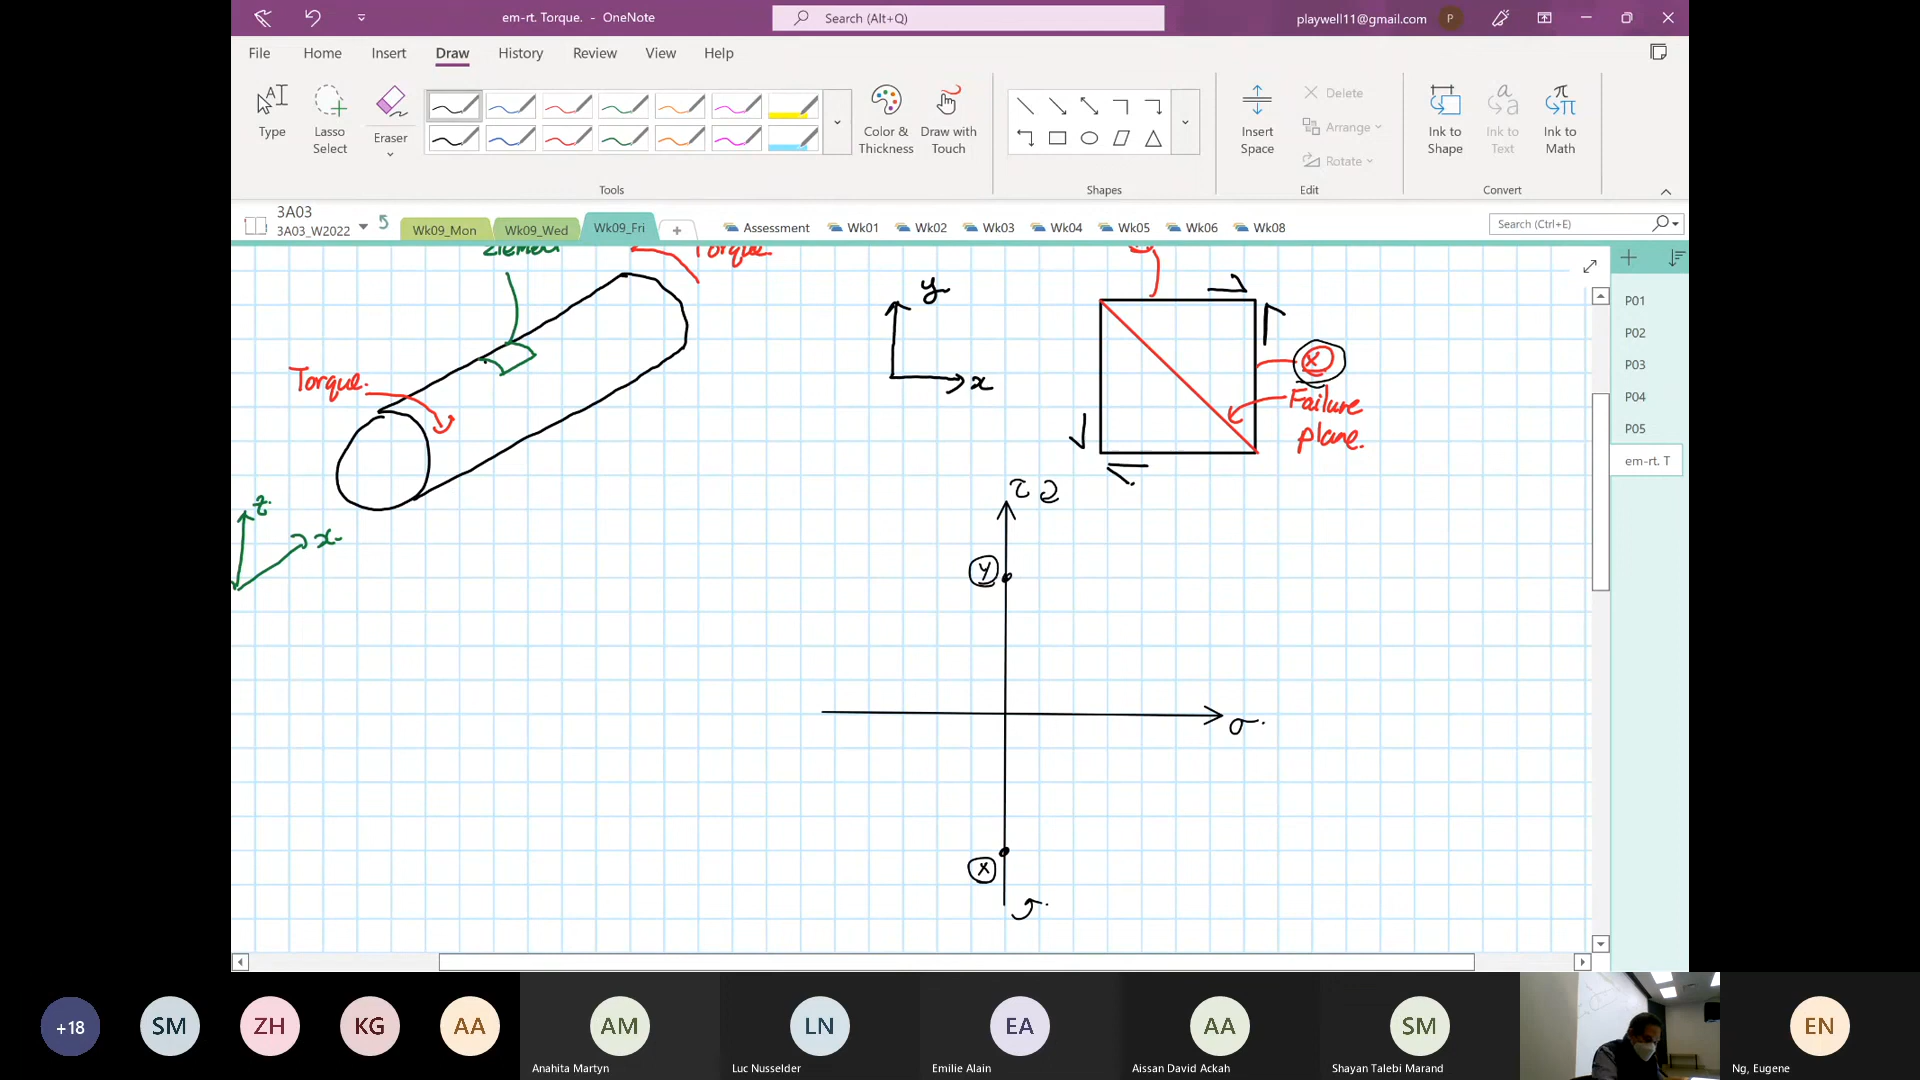 em-rt. Torque. - OneNote
Search (Alt+Q)
playwell11@gmail.com
P
File
Home
Insert
Draw
History
Review
View
Help
Type
Lasso Select
Eraser
Color & Thickness
Draw with Touch
Insert Space
Delete
Arrange
Rotate
Ink to Shape
Ink to Text
Ink to Math
Tools
Shapes
Edit
Convert
3A03
3A03_W2022
Wk09_Mon
Wk09_Wed
Wk09_Fri
Assessment
Wk01
Wk02
Wk03
Wk04
Wk05
Wk06
Wk08
Search (Ctrl+E)
P01
P02
P03
P04
P05
em-rt. T
Element
Torque.
Torque.
z.
x.
y
x
X
Failure
plane.
τ
Y
σ.
X
+18
SM
ZH
KG
AA
AM
LN
EA
AA
SM
EN
Anahita Martyn
Luc Nusselder
Emilie Alain
Aissan David Ackah
Shayan Talebi Marand
Ng, Eugene